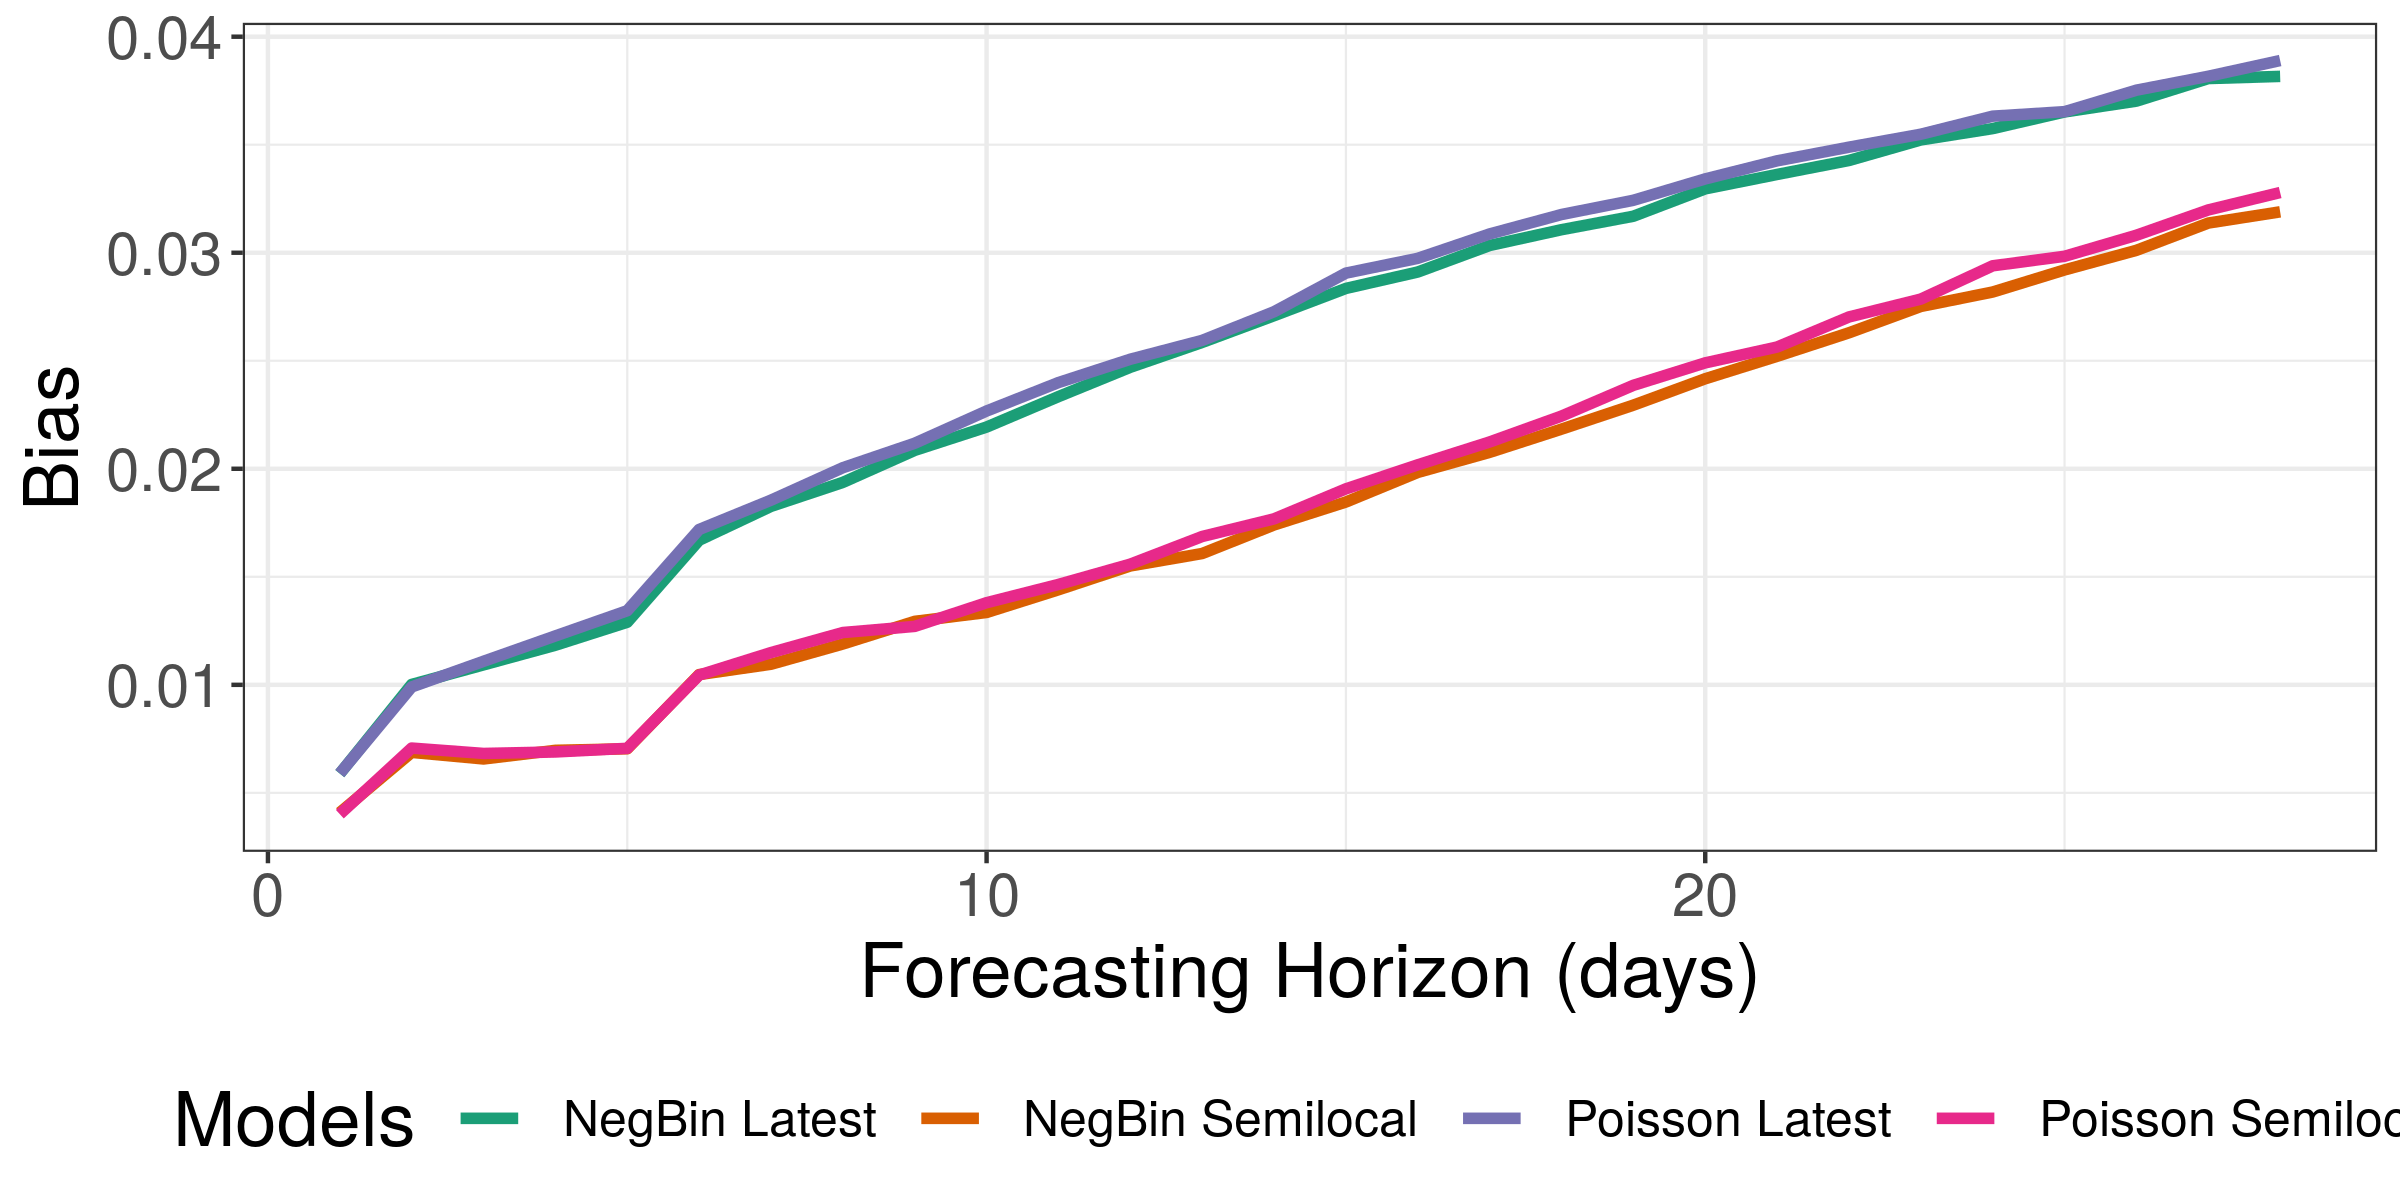 0.04
0.03
0.02
0.01
Bias
0 10 20
Forecasting Horizon (days)
Models NegBin Latest NegBin Semilocal Poisson Latest Poisson